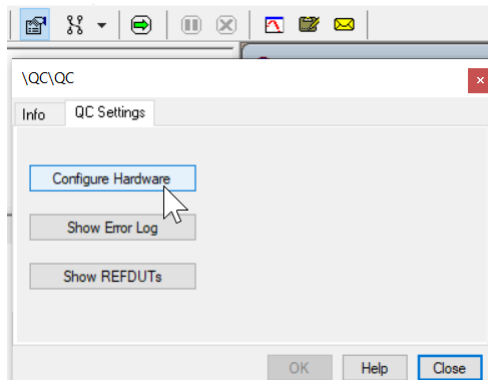 \QC\QC
Info
QC Settings
Configure Hardware
Show Error Log
Show REFDUTs
OK
Help
Close